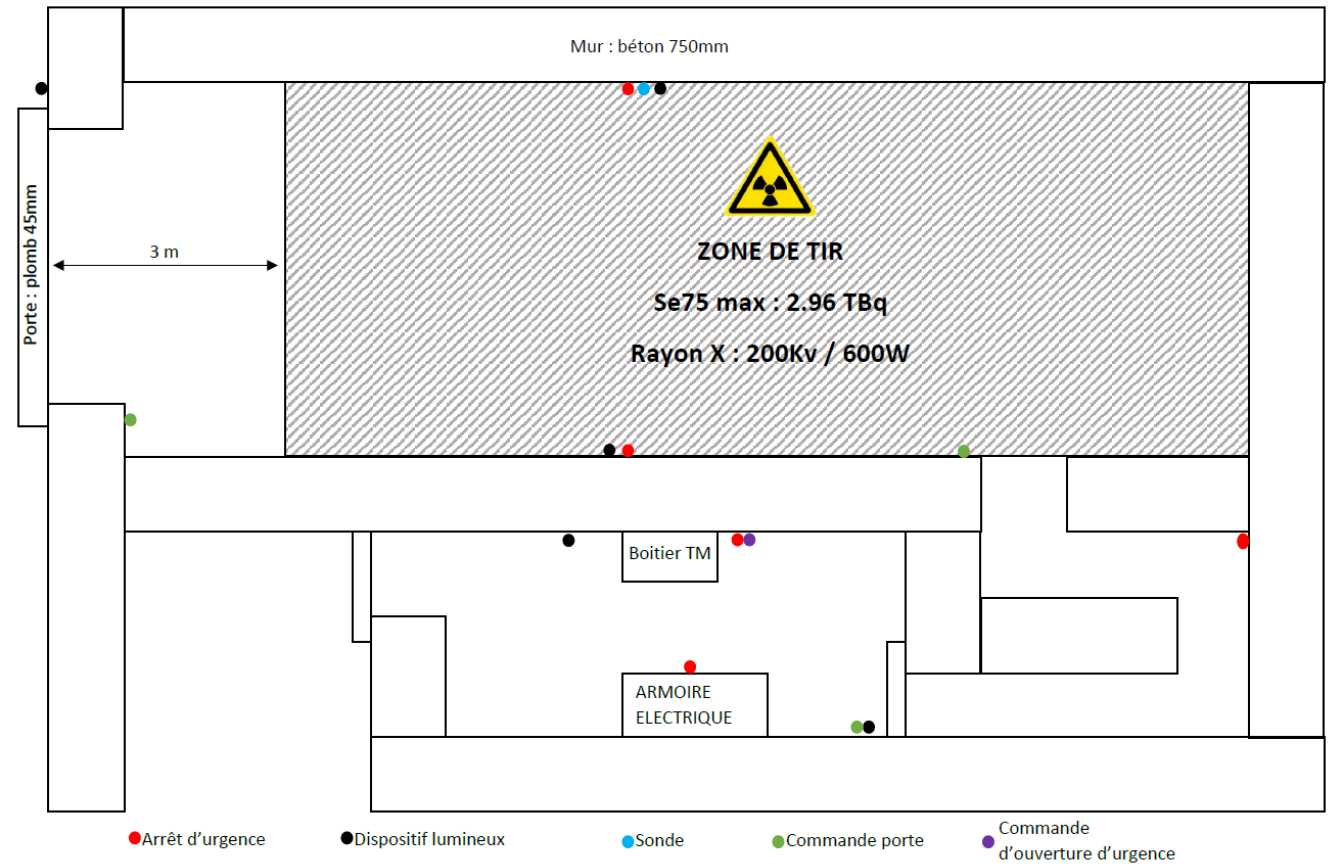 Mur : béton 750mm
Porte : plomb 45mm
3 m
ZONE DE TIR
Se75 max : 2.96 TBq
Rayon X : 200Kv / 600W
Boitier TM
ARMOIRE
ELECTRIQUE
Arrêt d'urgence
Dispositif lumineux
Sonde
Commande porte
Commande
d'ouverture d'urgence